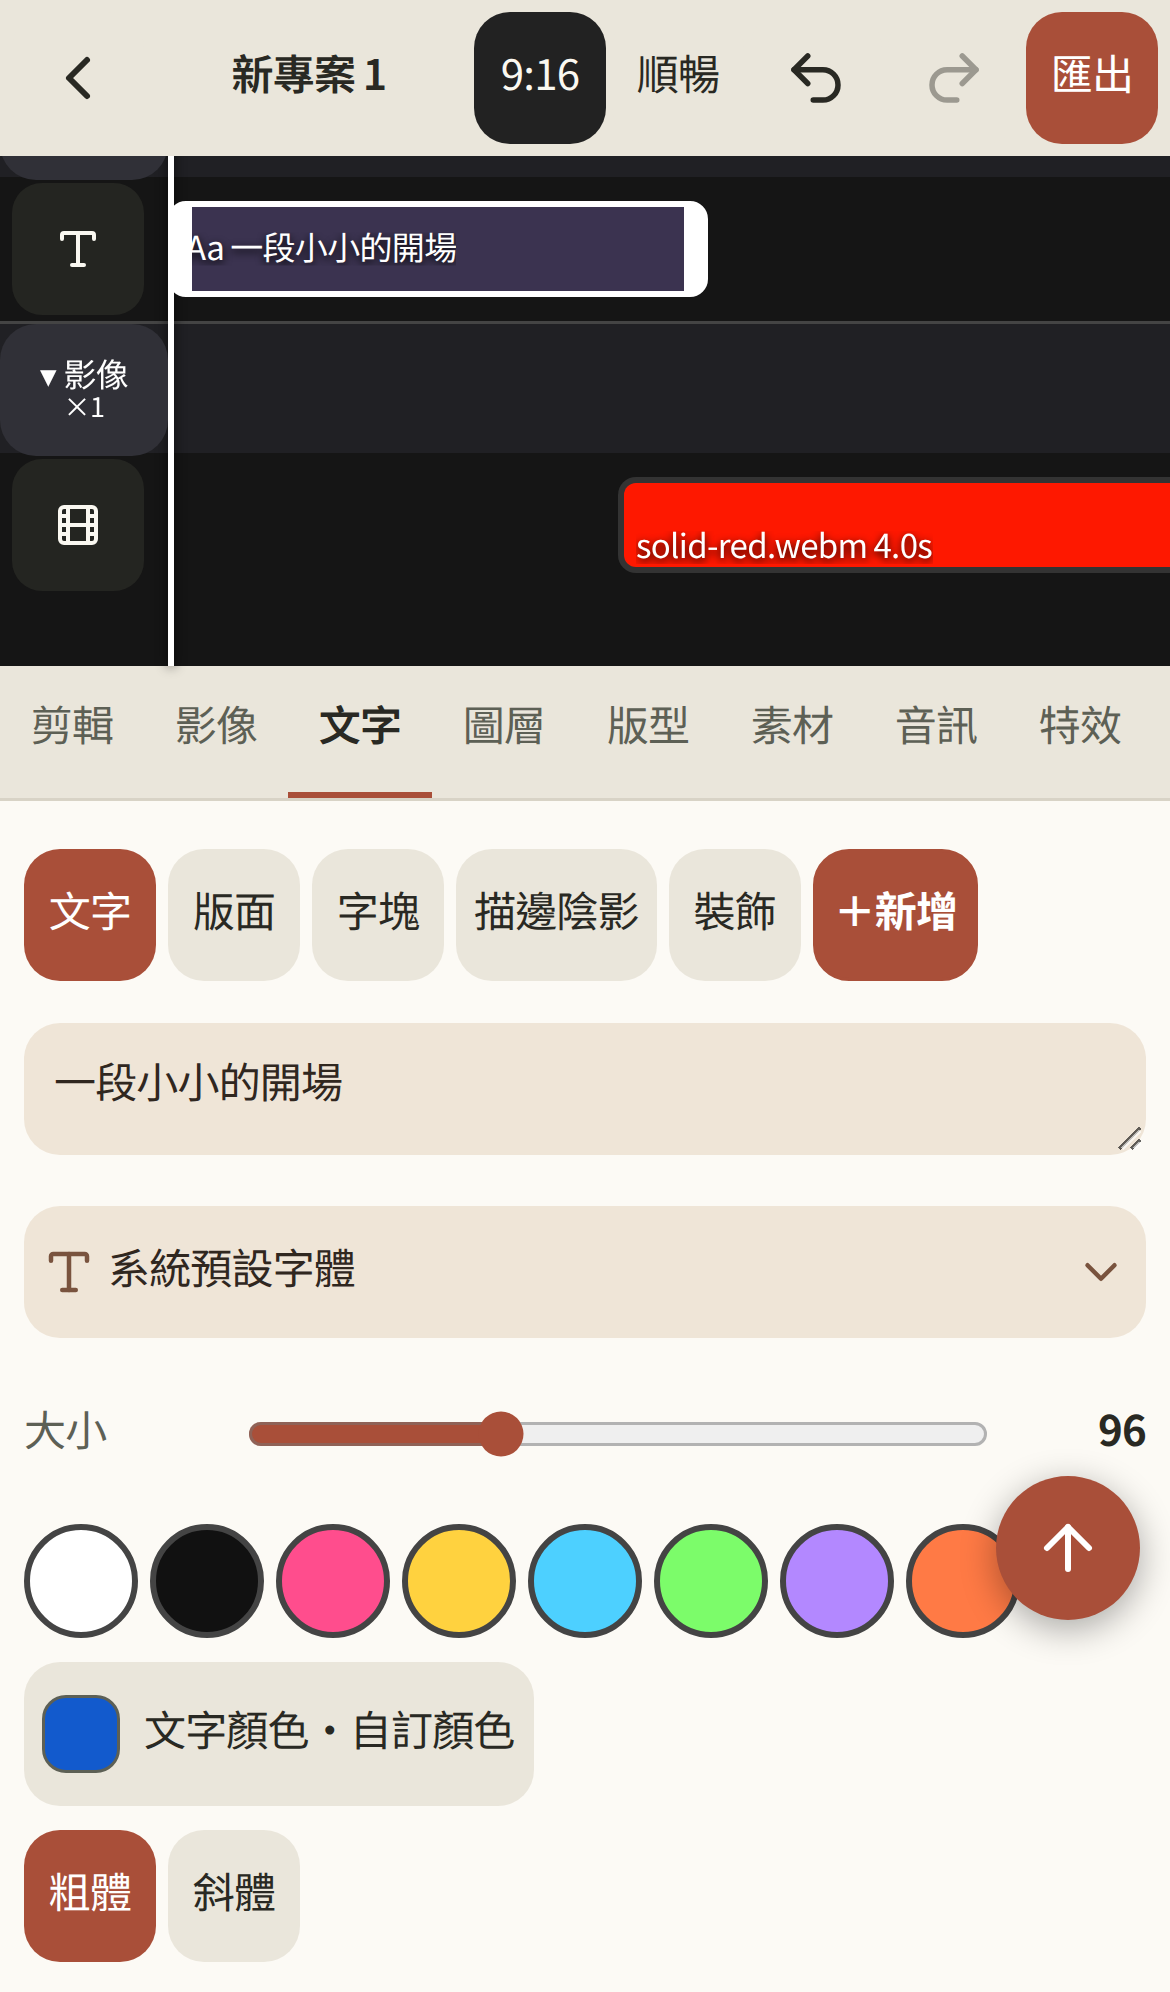 新專案 1
9:16
順暢
匯出
Aa 一段小小的開場
▾ 影像
×1
solid-red.webm 4.0s
剪輯 影像 文字 圖層 版型 素材 音訊 特效
文字 版面 字塊 描邊陰影 裝飾 ＋新增
一段小小的開場
系統預設字體
大小 96
文字顏色・自訂顏色
粗體 斜體